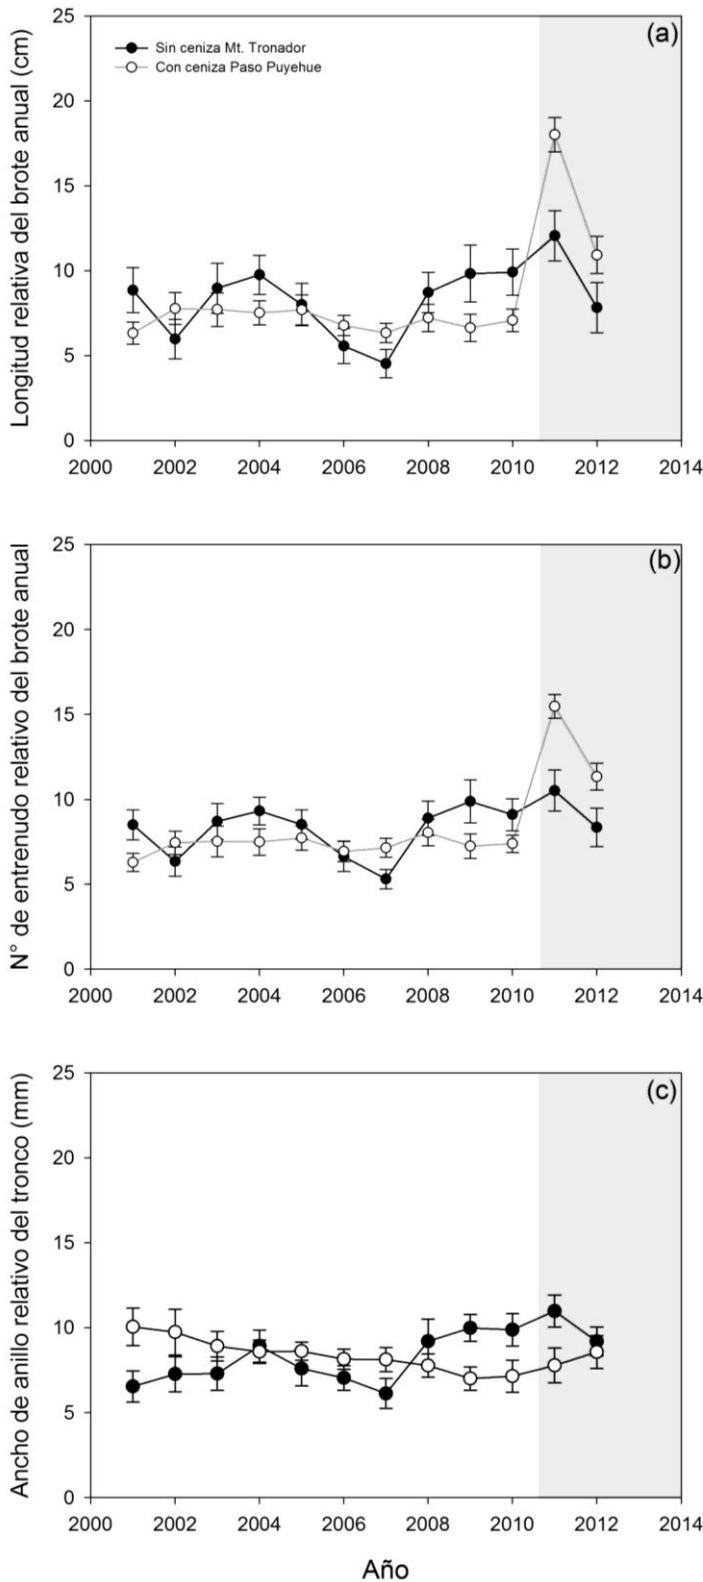 (a)
Sin ceniza Mt. Tronador
Con ceniza Paso Puyehue
Longitud relativa del brote anual (cm)
25
20
15
10
5
0
2000 2002 2004 2006 2008 2010 2012 2014
(b)
N° de entrenudo relativo del brote anual
25
20
15
10
5
0
2000 2002 2004 2006 2008 2010 2012 2014
(c)
Ancho de anillo relativo del tronco (mm)
25
20
15
10
5
0
2000 2002 2004 2006 2008 2010 2012 2014
Año